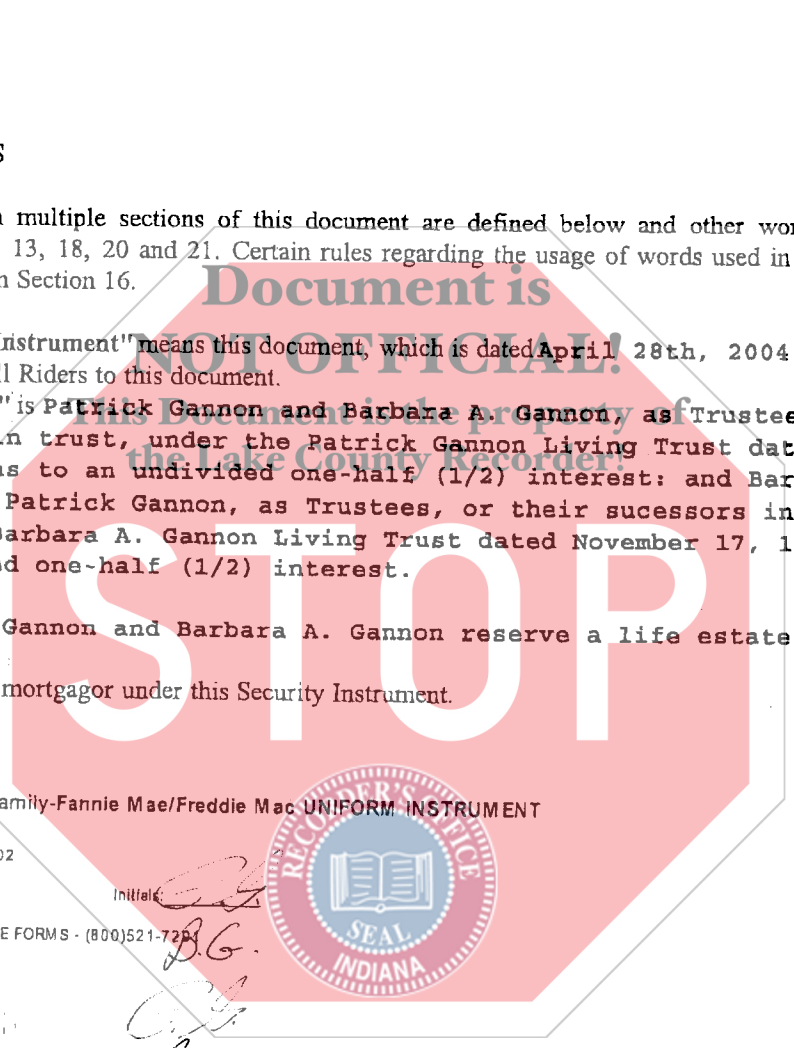 S
multiple sections of this document are defined below and other wor
13, 18, 20 and 21. Certain rules regarding the usage of words used in
n Section 16.
Document is
NOT OFFICIAL!
nstrument" means this document, which is dated April 28th, 2004
l Riders to this document.
This Document is the property of
" is Patrick Gannon and Barbara A. Gannon, as Trustee
in trust, under the Patrick Gannon Living Trust dat
the Lake County Recorder!
as to an undivided one-half (1/2) interest: and Bar
Patrick Gannon, as Trustees, or their sucessors in
Barbara A. Gannon Living Trust dated November 17, 1
d one-half (1/2) interest.
STOP
Gannon and Barbara A. Gannon reserve a life estate
mortgagor under this Security Instrument.
amily-Fannie Mae/Freddie Mac UNIFORM INSTRUMENT
02
RECORDER'S OFFICE
SEAL
INDIANA
Initials:
E FORMS - (800)521-7291
B.G.